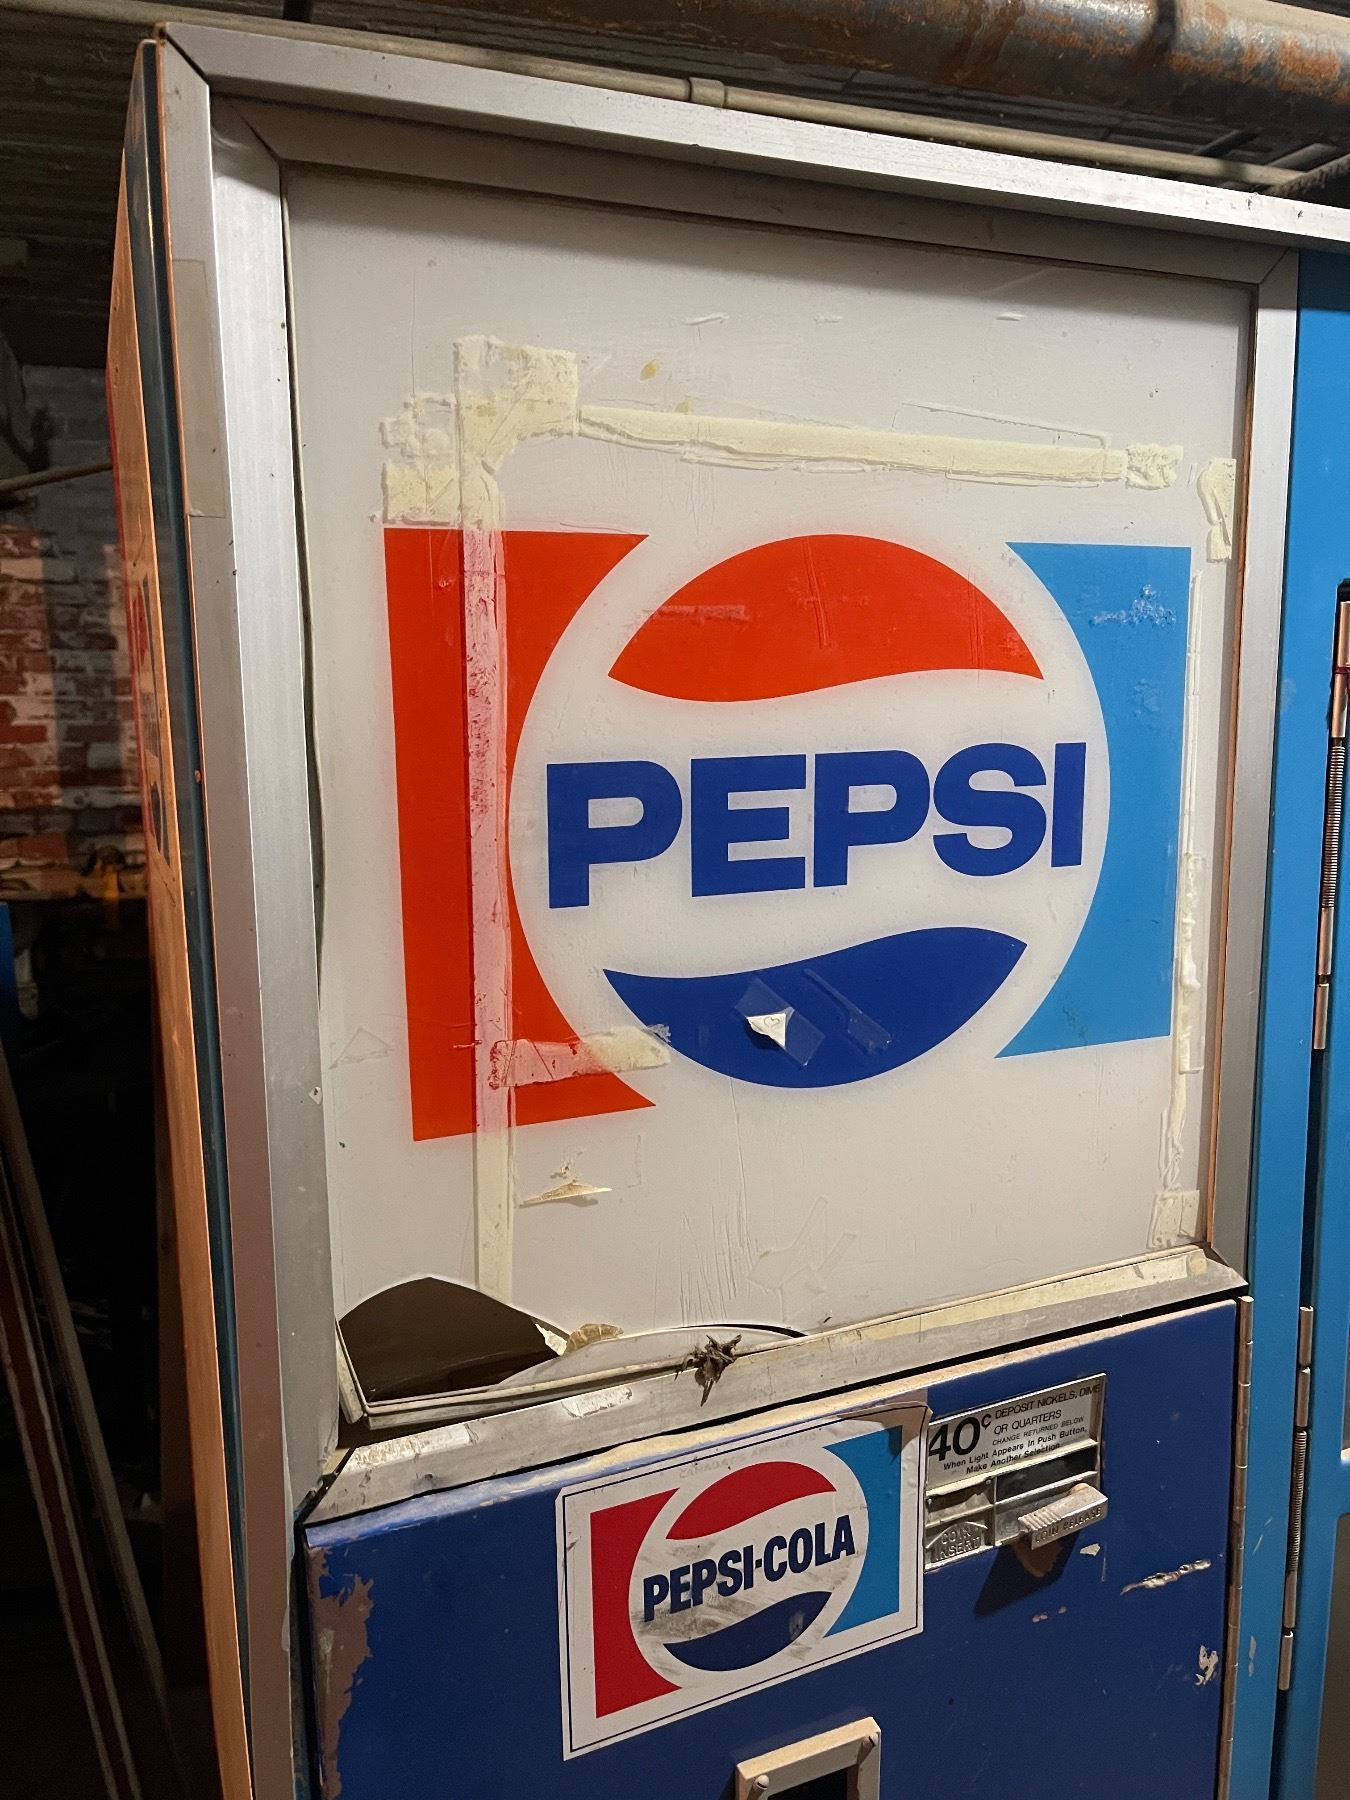 PEPSI
40¢ DEPOSIT NICKELS, DIME
OR QUARTERS
CHANGE RETURNED BELOW
When Light Appears In Push Button,
Make Another Selection
COIN RELEASE
COIN
INSERT
PEPSI-COLA